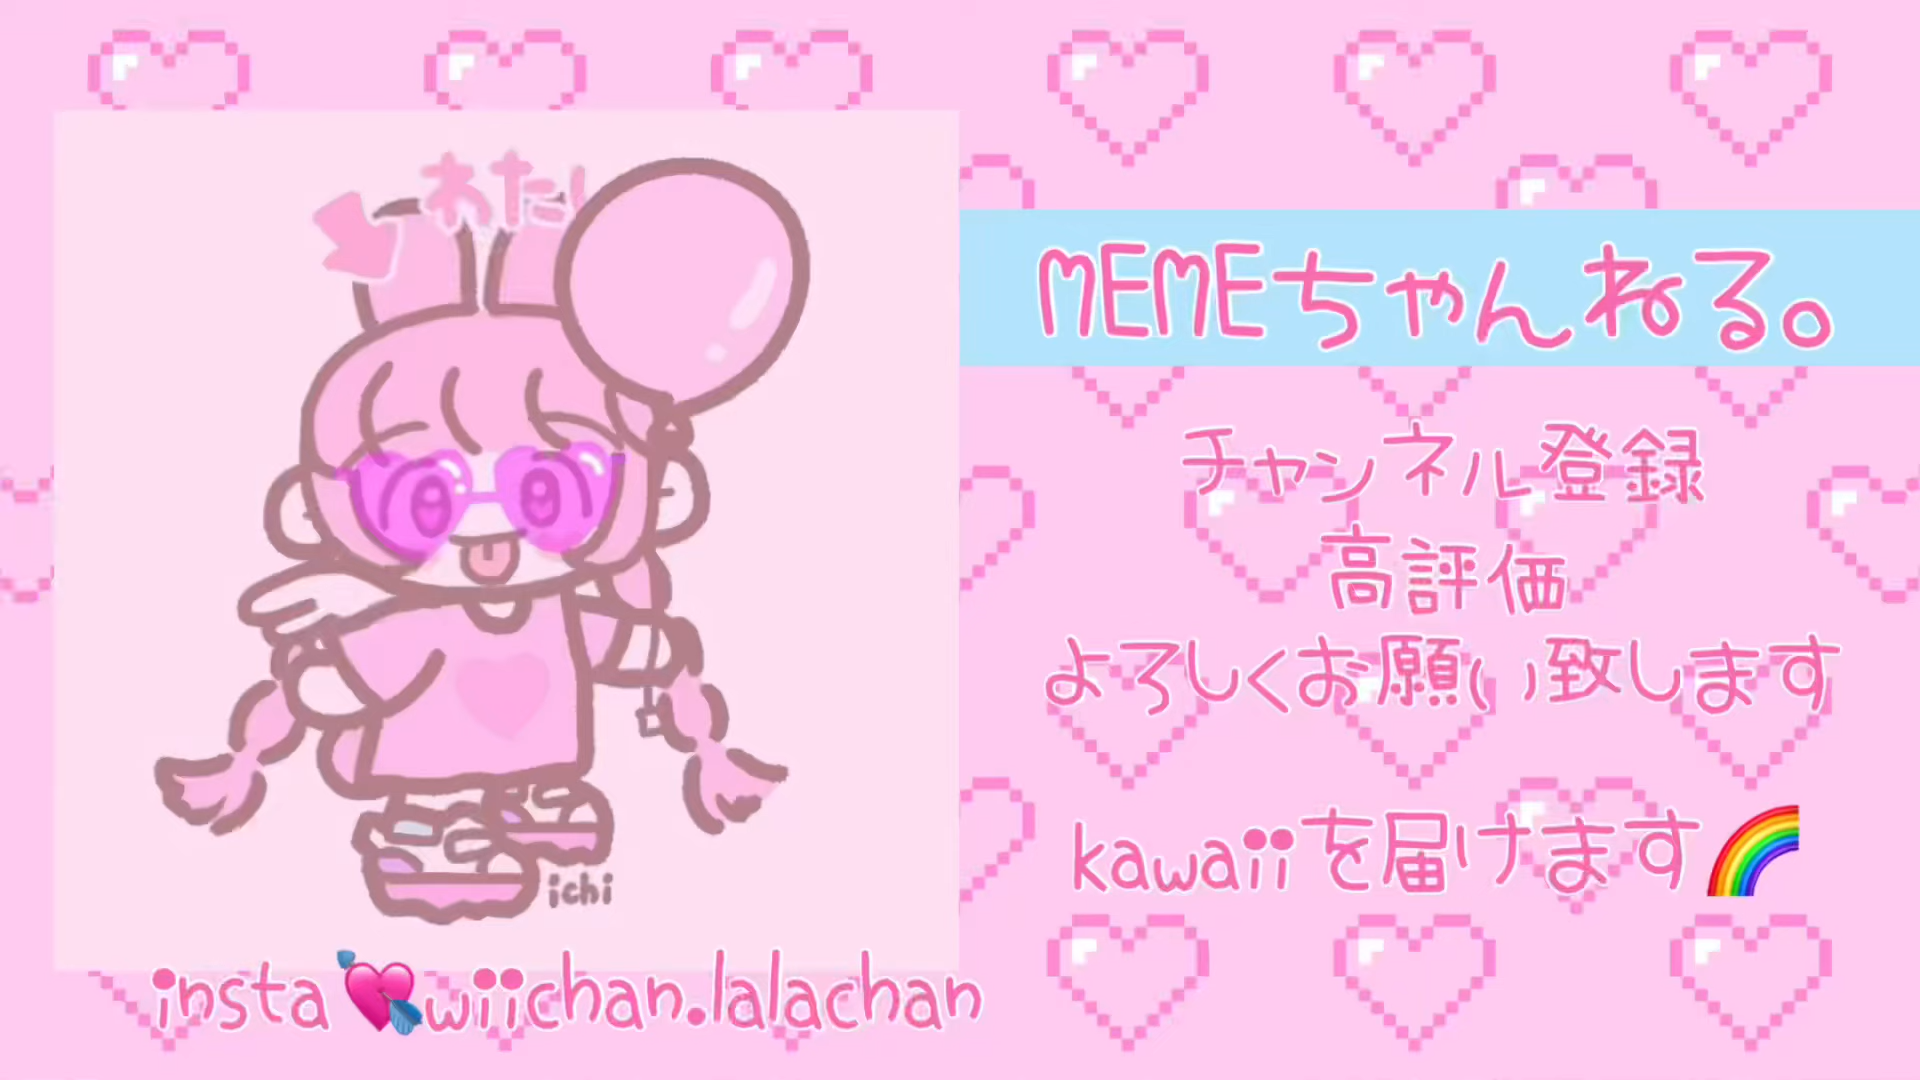 わたし
MEMEちゃんねる。
チャンネル登録
高評価
よろしくお願い致します
kawaiiを届けます🌈
ichi
insta💘wiichan.lalachan